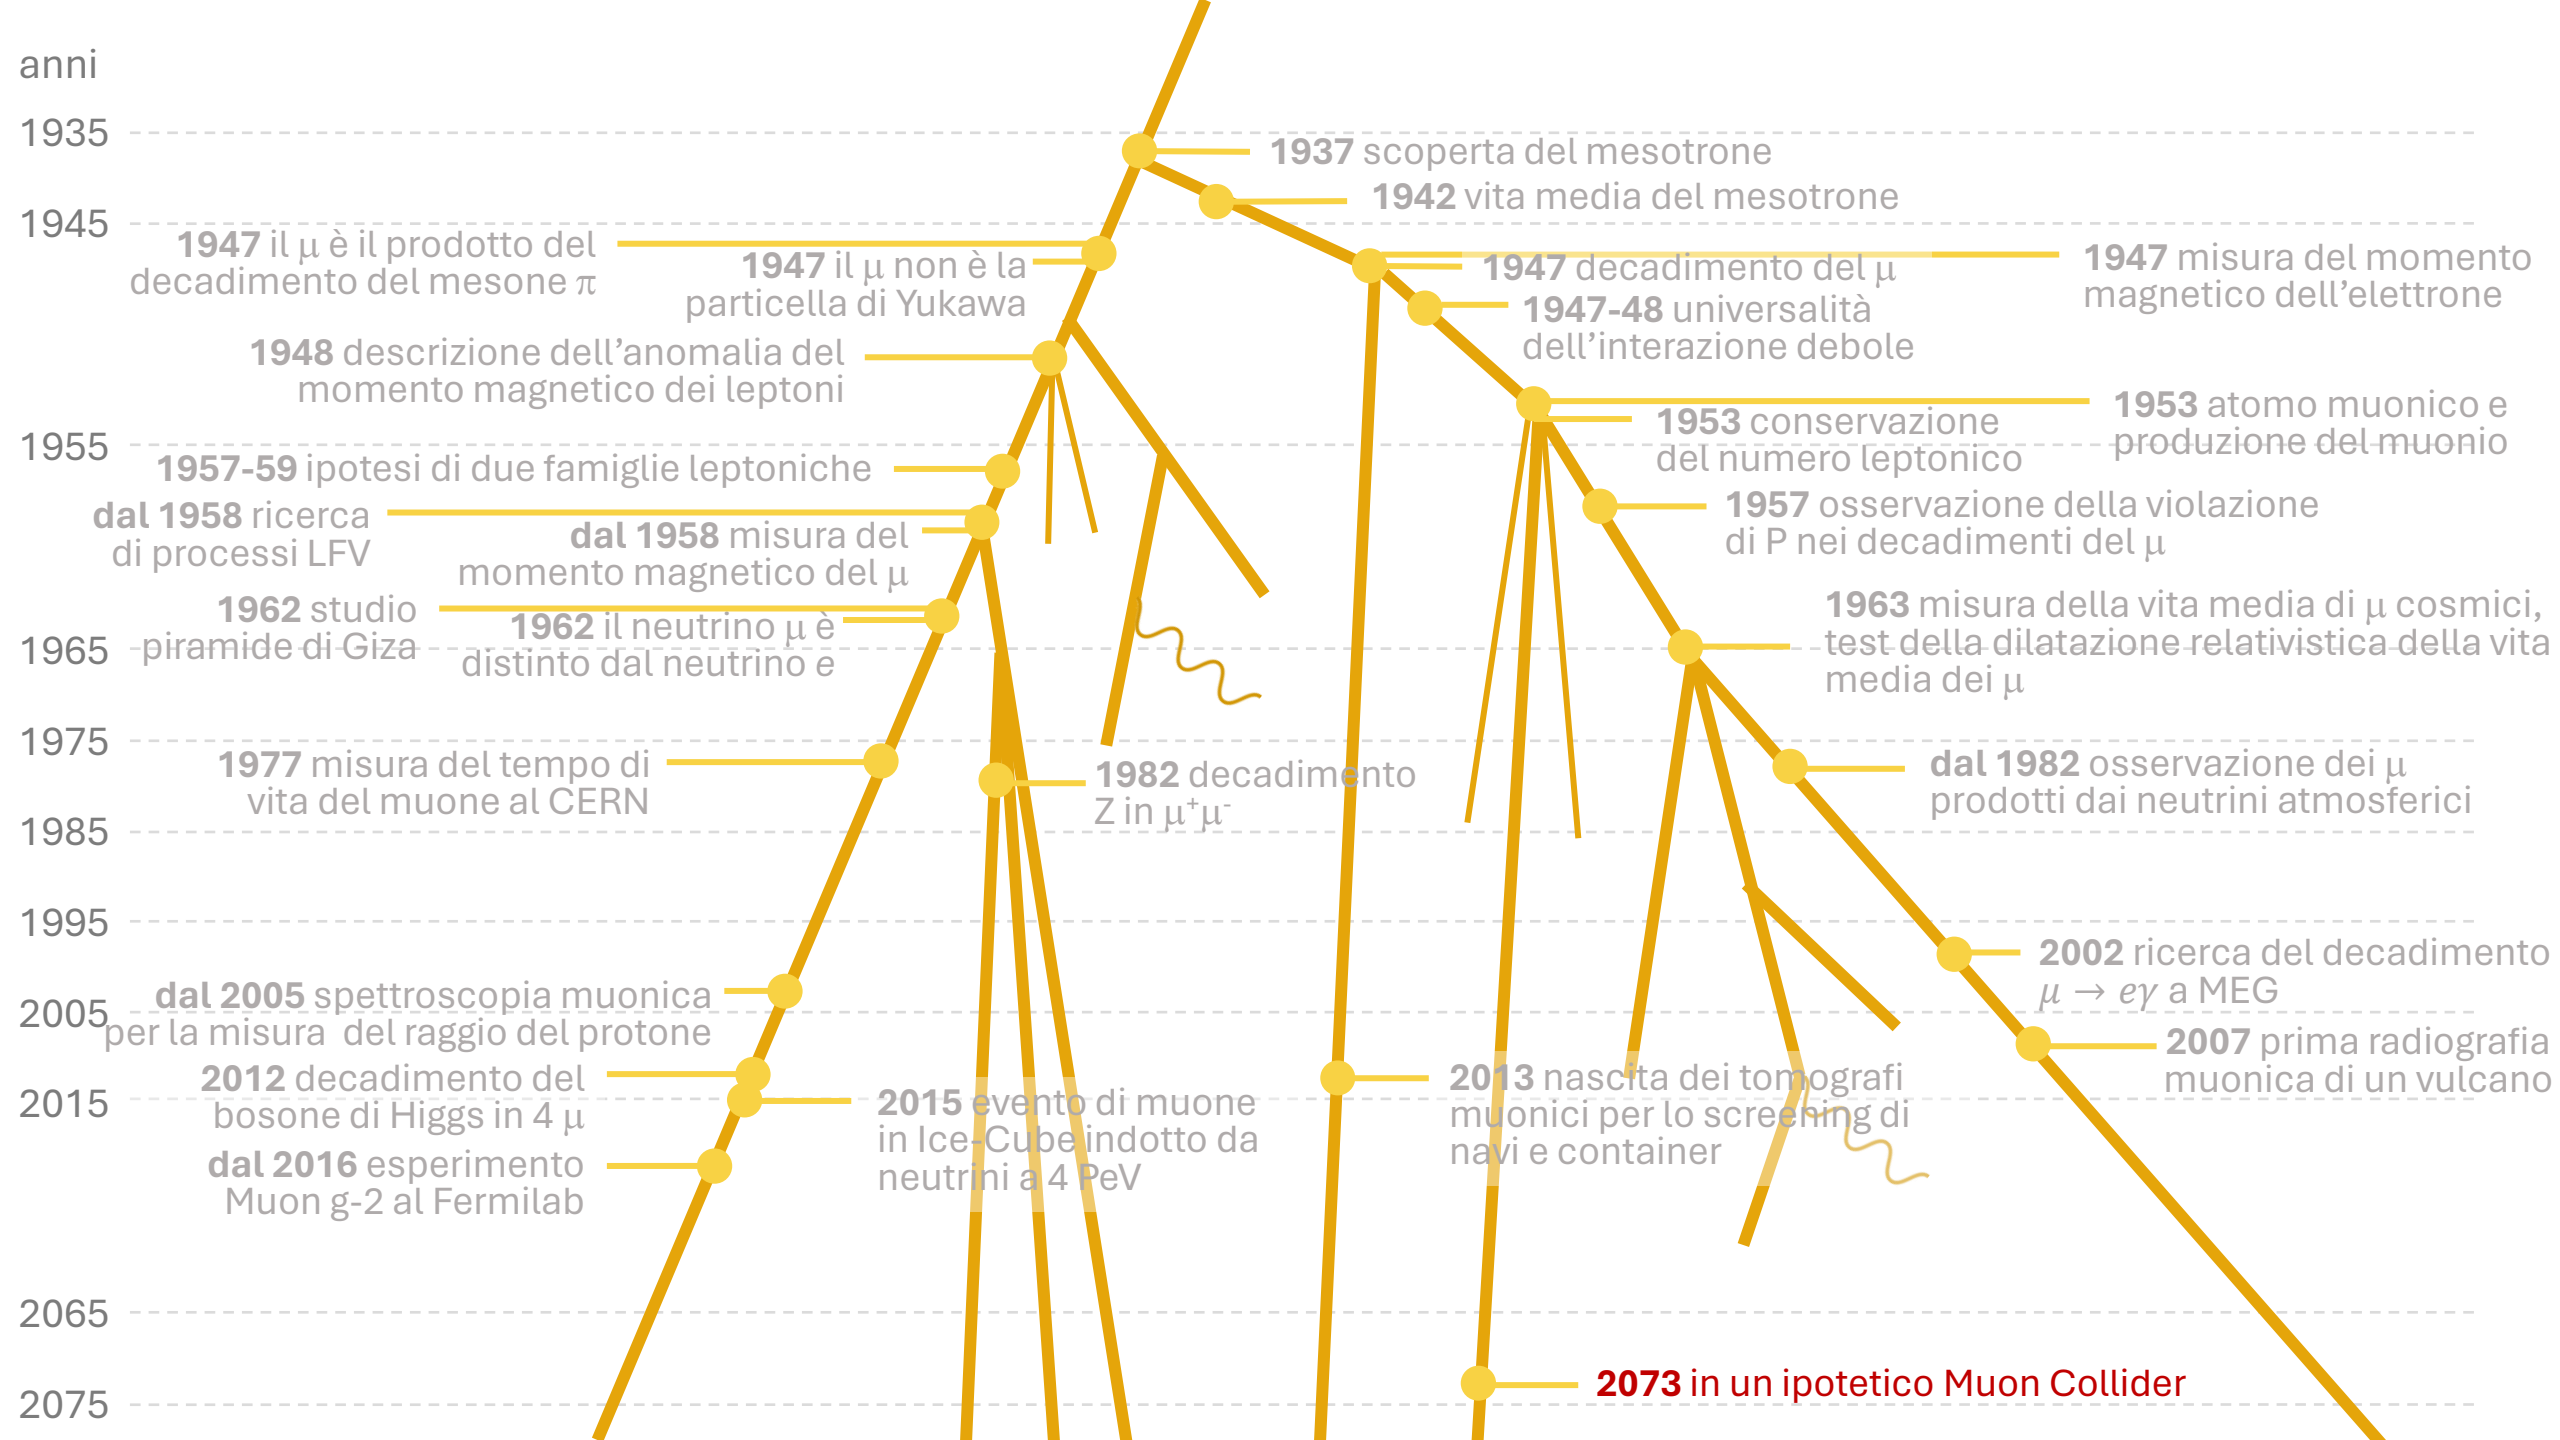 anni
1935
1937 scoperta del mesotrone
1942 vita media del mesotrone
1945
1947 il μ è il prodotto del
decadimento del mesone π
1947 il μ non è la
particella di Yukawa
1947 decadimento del μ
1947 misura del momento
magnetico dell’elettrone
1947-48 universalità
dell’interazione debole
1948 descrizione dell’anomalia del
momento magnetico dei leptoni
1953 atomo muonico e
produzione del muonio
1953 conservazione
del numero leptonico
1955
1957-59 ipotesi di due famiglie leptoniche
1957 osservazione della violazione
di P nei decadimenti del μ
dal 1958 ricerca
di processi LFV
dal 1958 misura del
momento magnetico del μ
1962 studio
piramide di Giza
1962 il neutrino μ è
distinto dal neutrino e
1963 misura della vita media di μ cosmici,
test della dilatazione relativistica della vita
media dei μ
1965
1975
1977 misura del tempo di
vita del muone al CERN
1982 decadimento
Z in μ⁺μ⁻
dal 1982 osservazione dei μ
prodotti dai neutrini atmosferici
1985
1995
2002 ricerca del decadimento
μ → eγ a MEG
dal 2005 spettroscopia muonica
per la misura del raggio del protone
2005
2007 prima radiografia
muonica di un vulcano
2012 decadimento del
bosone di Higgs in 4 μ
2013 nascita dei tomografi
muonici per lo screening di
navi e container
2015
2015 evento di muone
in Ice-Cube indotto da
neutrini a 4 PeV
dal 2016 esperimento
Muon g-2 al Fermilab
2065
2073 in un ipotetico Muon Collider
2075